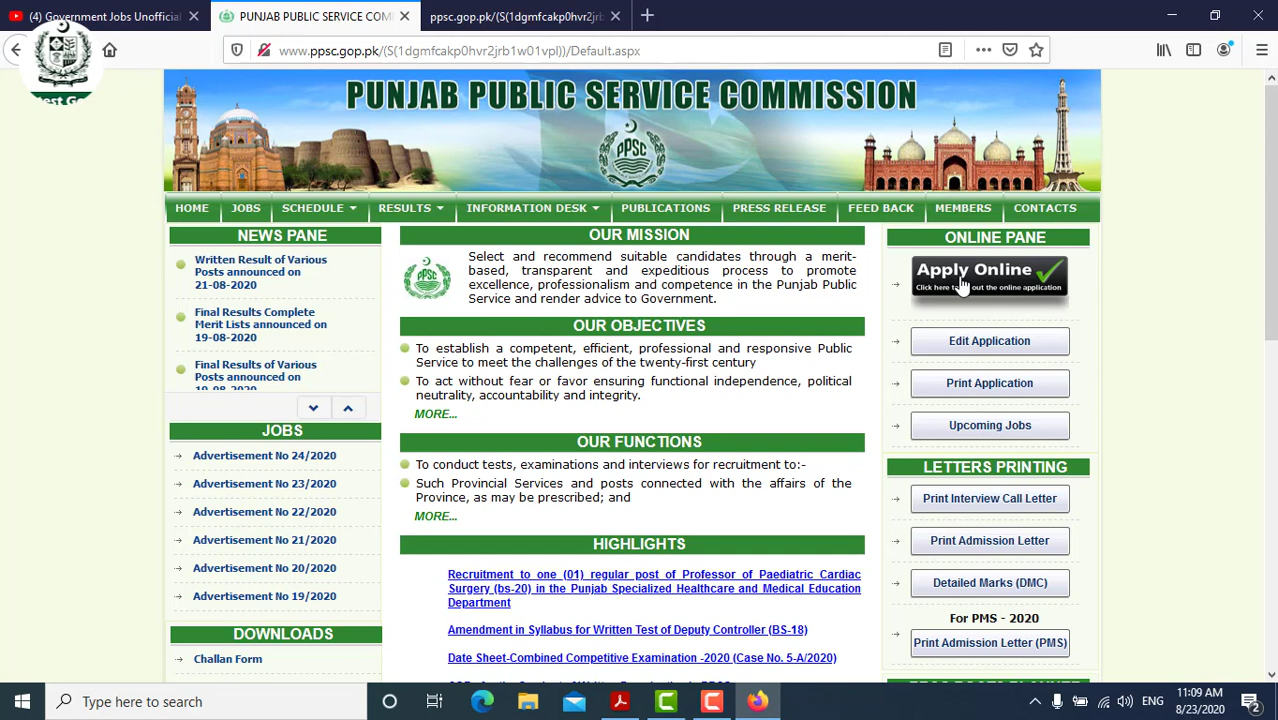 (4) Government Jobs Unofficial
PUNJAB PUBLIC SERVICE COM
ppsc.gop.pk/(S(1dgmfcakp0hvr2jrb
www.ppsc.gop.pk/(S(1dgmfcakp0hvr2jrb1w01vpl))/Default.aspx
PUNJAB PUBLIC SERVICE COMMISSION
PPSC
HOME JOBS SCHEDULE RESULTS INFORMATION DESK PUBLICATIONS PRESS RELEASE FEED BACK MEMBERS CONTACTS
NEWS PANE
Written Result of Various
Posts announced on
21-08-2020
Final Results Complete
Merit Lists announced on
19-08-2020
Final Results of Various
Posts announced on
19-08-2020
JOBS
Advertisement No 24/2020
Advertisement No 23/2020
Advertisement No 22/2020
Advertisement No 21/2020
Advertisement No 20/2020
Advertisement No 19/2020
DOWNLOADS
Challan Form
OUR MISSION
PPSC
Select and recommend suitable candidates through a merit-
based, transparent and expeditious process to promote
excellence, professionalism and competence in the Punjab Public
Service and render advice to Government.
OUR OBJECTIVES
To establish a competent, efficient, professional and responsive Public
Service to meet the challenges of the twenty-first century
To act without fear or favor ensuring functional independence, political
neutrality, accountability and integrity.
MORE...
OUR FUNCTIONS
To conduct tests, examinations and interviews for recruitment to:-
Such Provincial Services and posts connected with the affairs of the
Province, as may be prescribed; and
MORE...
HIGHLIGHTS
Recruitment to one (01) regular post of Professor of Paediatric Cardiac
Surgery (bs-20) in the Punjab Specialized Healthcare and Medical Education
Department
Amendment in Syllabus for Written Test of Deputy Controller (BS-18)
Date Sheet-Combined Competitive Examination -2020 (Case No. 5-A/2020)
ONLINE PANE
Apply Online
Click here to out the online application
Edit Application
Print Application
Upcoming Jobs
LETTERS PRINTING
Print Interview Call Letter
Print Admission Letter
Detailed Marks (DMC)
For PMS - 2020
Print Admission Letter (PMS)
Type here to search
ENG
11:09 AM
8/23/2020
2